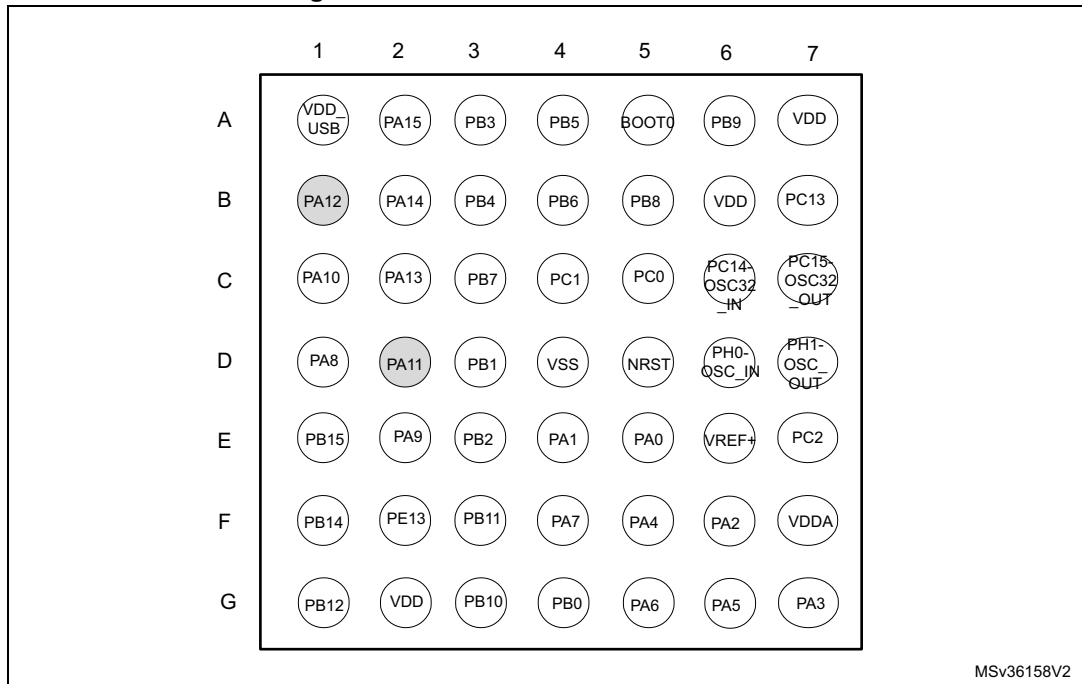 1 2 3 4 5 6 7
A VDD_ USB PA15 PB3 PB5 BOOT0 PB9 VDD
B PA12 PA14 PB4 PB6 PB8 VDD PC13
C PA10 PA13 PB7 PC1 PC0 PC14-OSC32_IN PC15-OSC32_OUT
D PA8 PA11 PB1 VSS NRST PH0-OSC_IN PH1-OSC_OUT
E PB15 PA9 PB2 PA1 PA0 VREF+ PC2
F PB14 PE13 PB11 PA7 PA4 PA2 VDDA
G PB12 VDD PB10 PB0 PA6 PA5 PA3
MSv36158V2